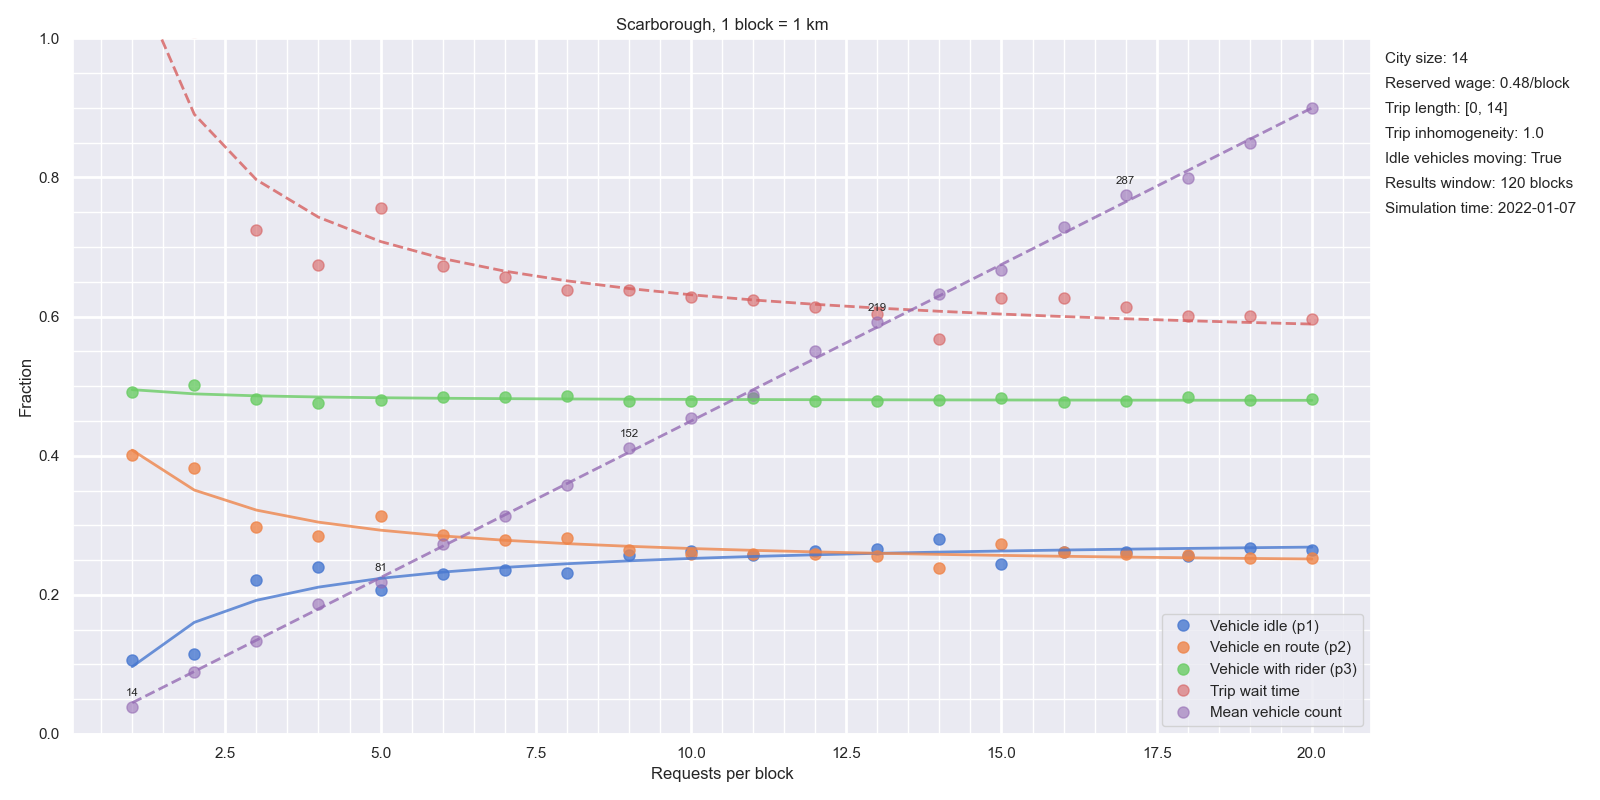 Scarborough, 1 block = 1 km
1.0
0.8
0.6
0.4
0.2
0.0
Fraction
14
81
152
219
287
2.5
5.0
7.5
10.0
12.5
15.0
17.5
20.0
Requests per block
Vehicle idle (p1)
Vehicle en route (p2)
Vehicle with rider (p3)
Trip wait time
Mean vehicle count
City size: 14
Reserved wage: 0.48/block
Trip length: [0, 14]
Trip inhomogeneity: 1.0
Idle vehicles moving: True
Results window: 120 blocks
Simulation time: 2022-01-07